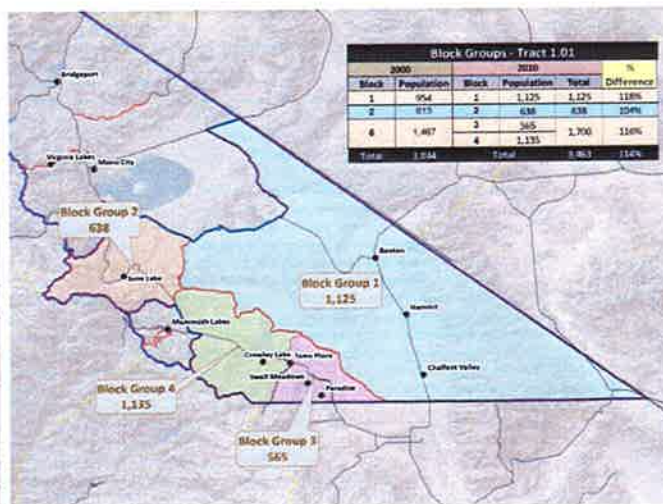 Block Groups - Tract 1.01
2000 2010 %
Block Population Block Population Total Difference
1 954 1 1,125 1,125 118%
2 613 2 638 638 104%
6 1,467 3 565 1,700 116%
4 1,135
Total 3,034 Total 3,463 114%
Bridgeport
Virginia Lakes
Mono City
Block Group 2
638
June Lake
Benton
Block Group 1
1,125
Hammil
Mammoth Lakes
Crowley Lake
Toms Place
Swall Meadows
Paradise
Chalfant Valley
Block Group 4
1,135
Block Group 3
565